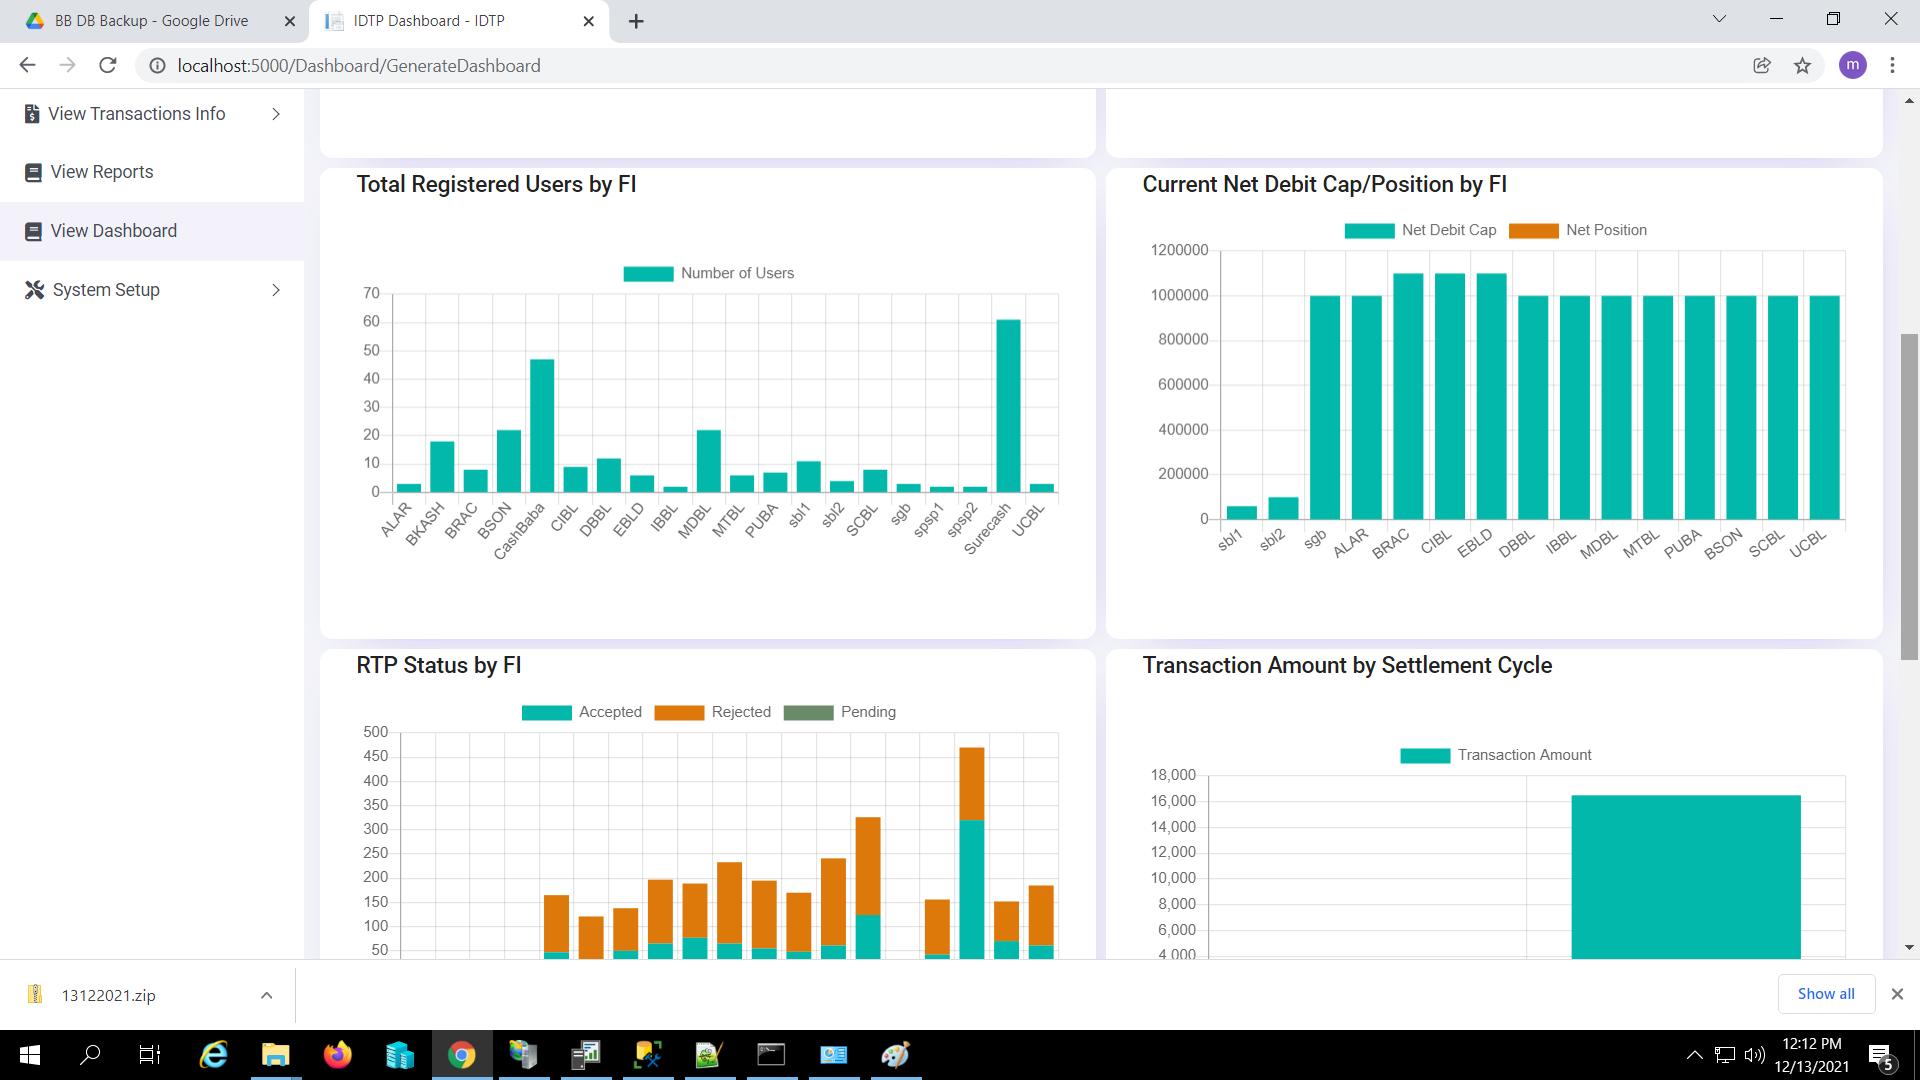 BB DB Backup - Google Drive
IDTP Dashboard - IDTP
localhost:5000/Dashboard/GenerateDashboard
m
View Transactions Info
View Reports
View Dashboard
System Setup
Total Registered Users by FI
Number of Users
70
60
50
40
30
20
10
0
ALAR
BKASH
BRAC
BSON
CashBaba
CIBL
DBBL
EBLD
IBBL
MDBL
MTBL
PUBA
sbl1
sbl2
SCBL
sgb
spsp1
spsp2
Surecash
UCBL
Current Net Debit Cap/Position by FI
Net Debit Cap
Net Position
1200000
1000000
800000
600000
400000
200000
0
sbl1
sbl2
sgb
ALAR
BRAC
CIBL
EBLD
DBBL
IBBL
MDBL
MTBL
PUBA
BSON
SCBL
UCBL
RTP Status by FI
Accepted
Rejected
Pending
500
450
400
350
300
250
200
150
100
50
Transaction Amount by Settlement Cycle
Transaction Amount
18,000
16,000
14,000
12,000
10,000
8,000
6,000
4,000
13122021.zip
Show all
12:12 PM
12/13/2021
5